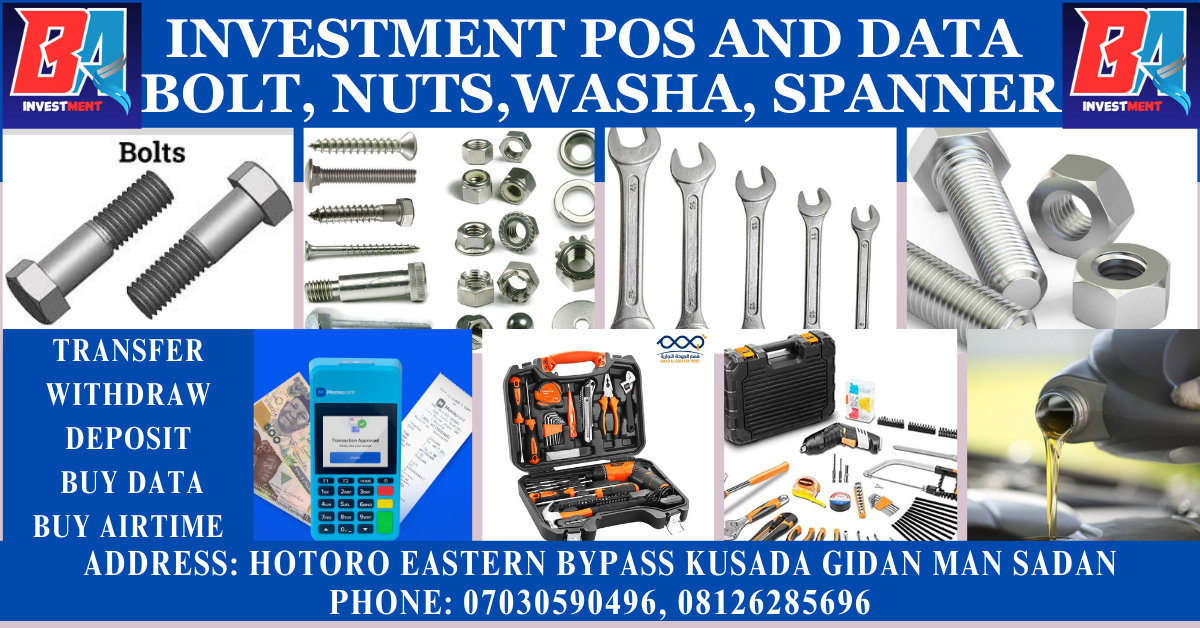 BA
INVESTMENT
INVESTMENT POS AND DATA
BOLT, NUTS,WASHA, SPANNER
BA
INVESTMENT
Bolts
TRANSFER
WITHDRAW
DEPOSIT
BUY DATA
BUY AIRTIME
Moniepoint
Transaction Approved
ADDRESS: HOTORO EASTERN BYPASS KUSADA GIDAN MAN SADAN
PHONE: 07030590496, 08126285696